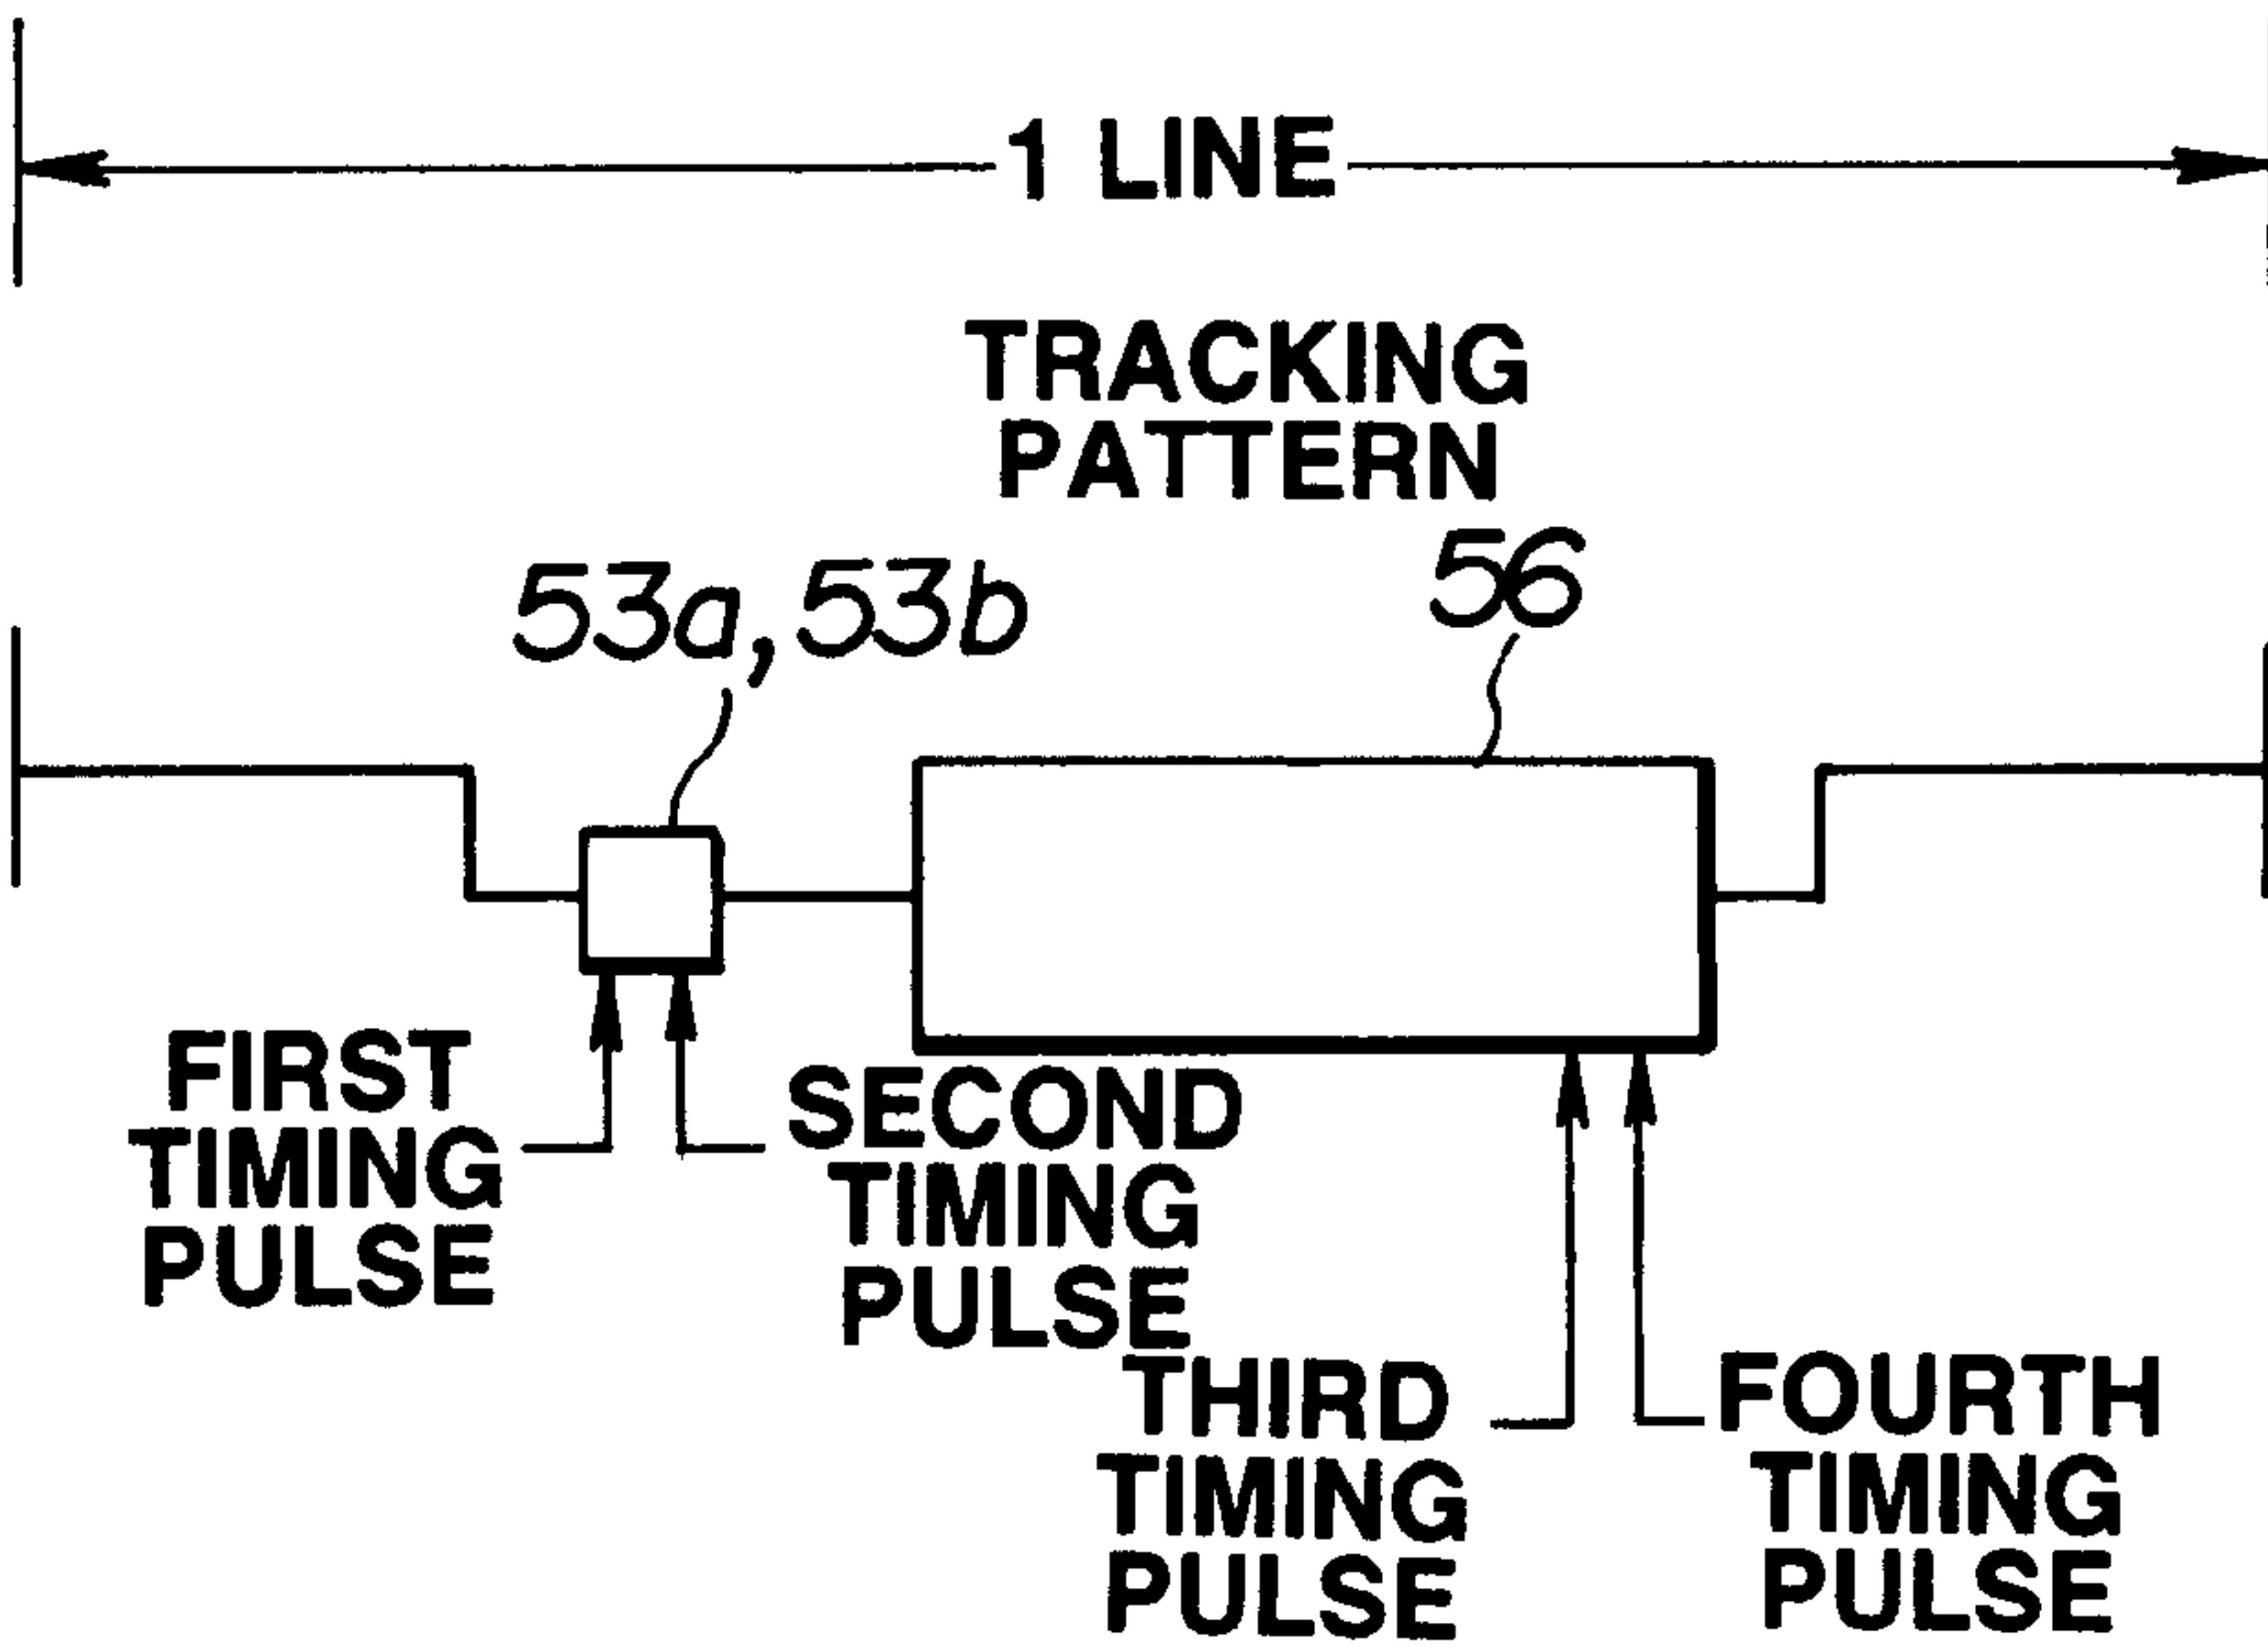 1 LINE
TRACKING
PATTERN
53a, 53b
56
FIRST
TIMING
PULSE
SECOND
TIMING
PULSE
THIRD
TIMING
PULSE
FOURTH
TIMING
PULSE